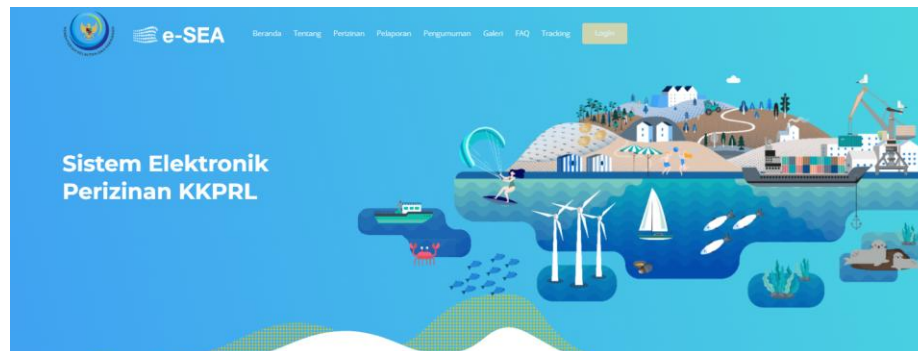 e-SEA
Beranda Tentang Perizinan Pelaporan Pengumuman Galeri FAQ Tracking Login
Sistem Elektronik
Perizinan KKPRL